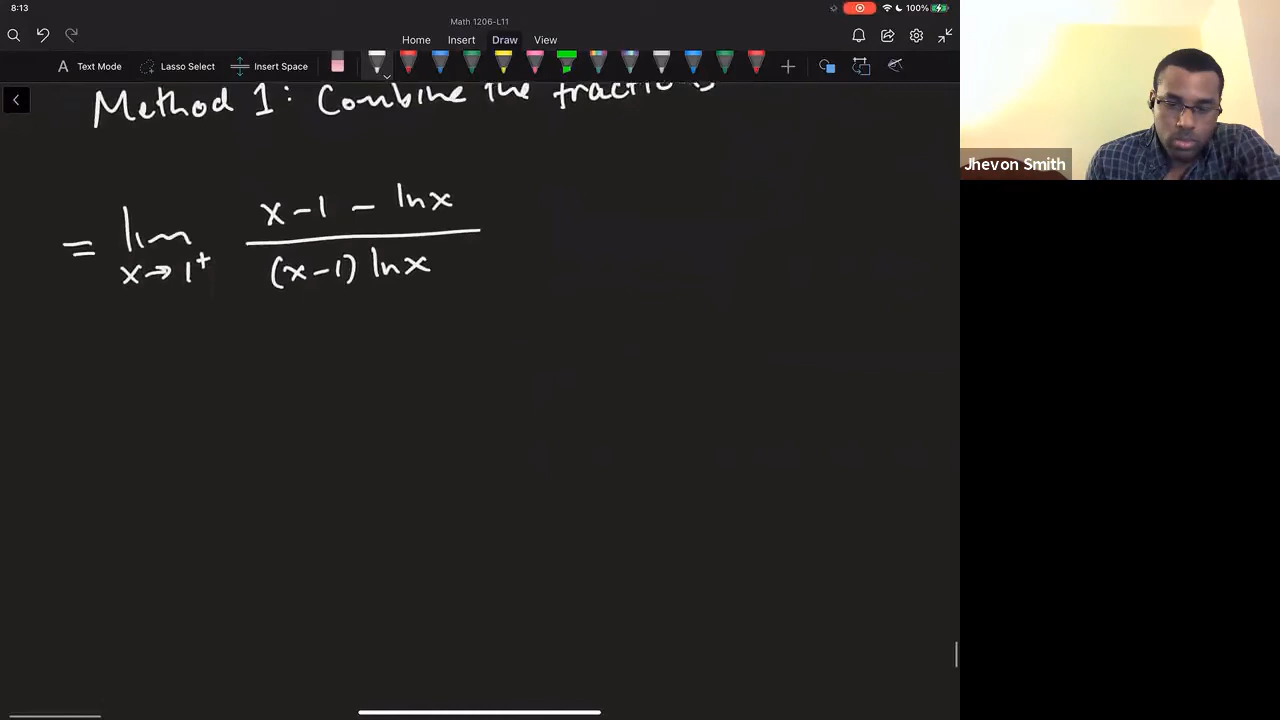 8:13
100%
Math 1206-L11
Home Insert Draw View
Text Mode Lasso Select Insert Space
Method 1: Combine the fractions
= lim x→1⁺ (x-1 - ln x) / ((x-1) ln x)
Jhevon Smith